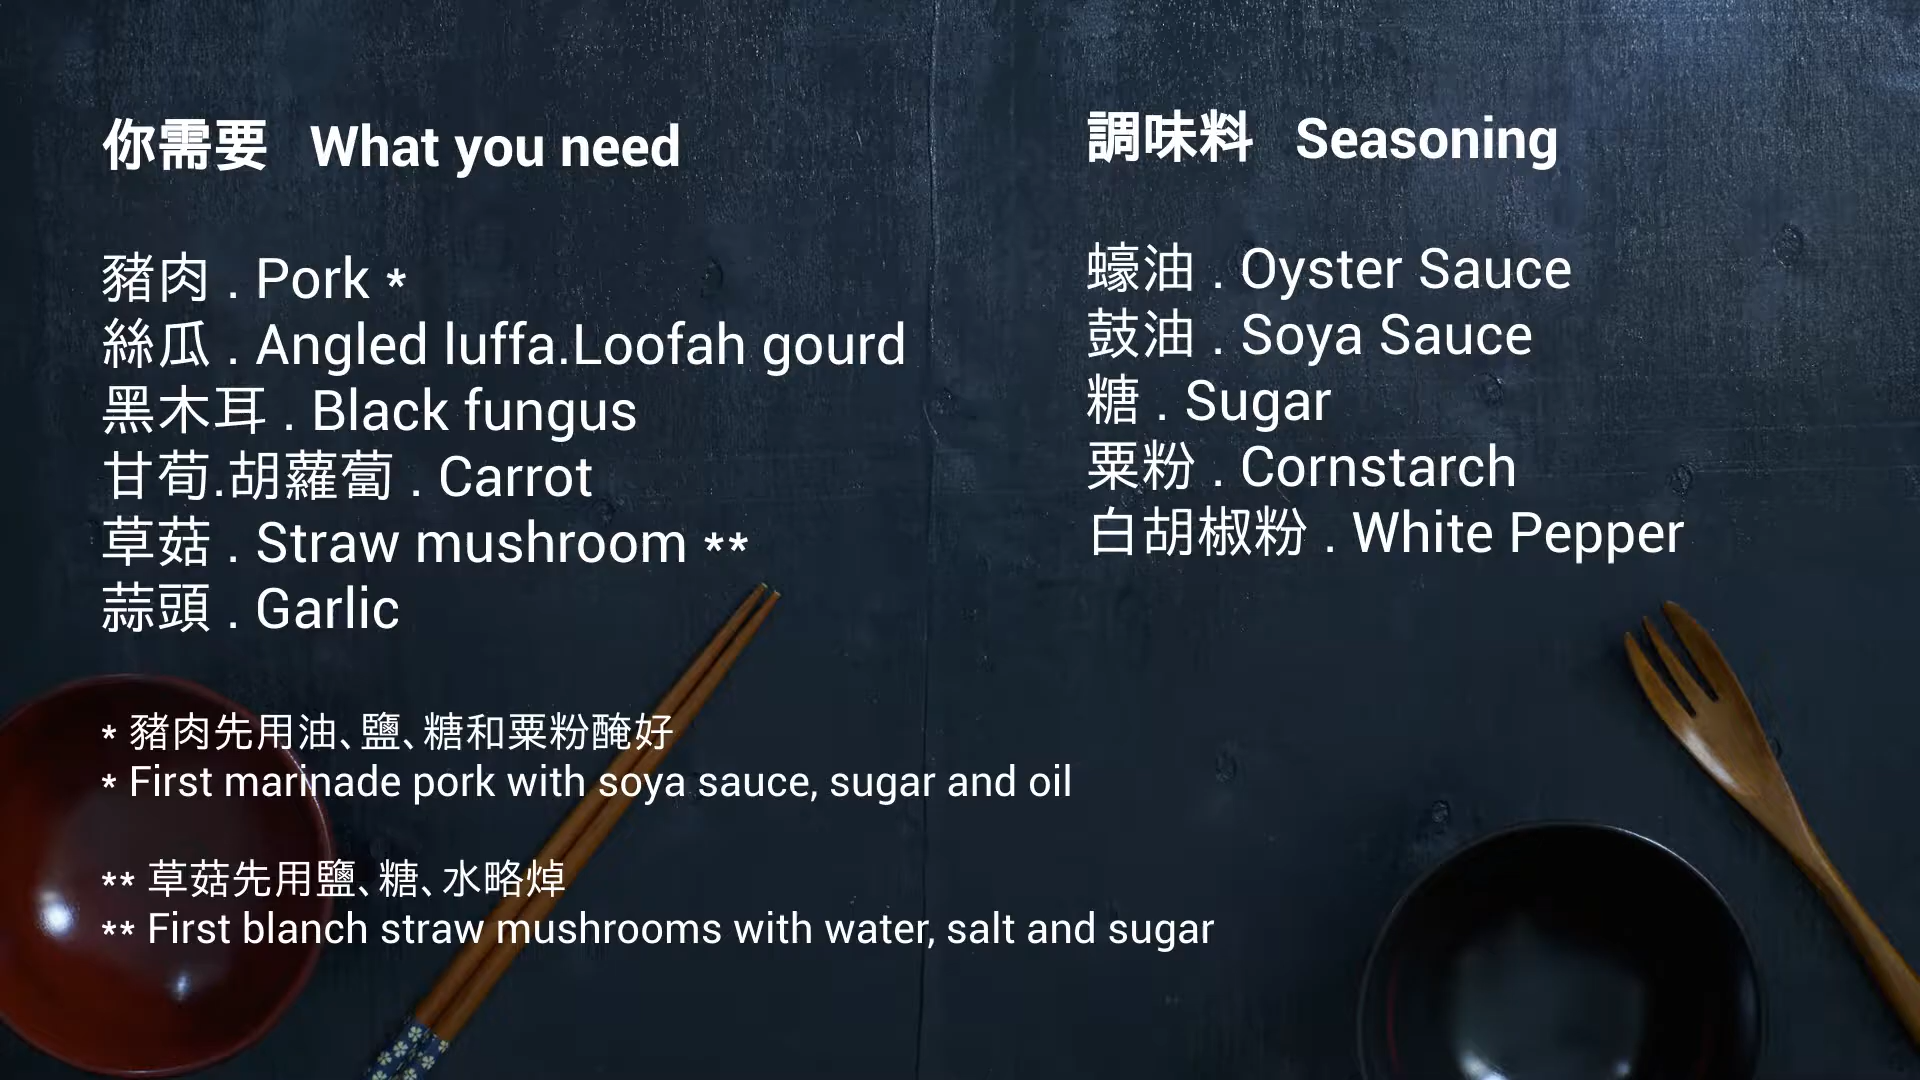 你需要 What you need
豬肉 . Pork *
絲瓜 . Angled luffa.Loofah gourd
黑木耳 . Black fungus
甘荀.胡蘿蔔 . Carrot
草菇 . Straw mushroom **
蒜頭 . Garlic
* 豬肉先用油、鹽、糖和粟粉醃好
* First marinade pork with soya sauce, sugar and oil
** 草菇先用鹽、糖、水略焯
** First blanch straw mushrooms with water, salt and sugar
調味料 Seasoning
蠔油 . Oyster Sauce
鼓油 . Soya Sauce
糖 . Sugar
粟粉 . Cornstarch
白胡椒粉 . White Pepper